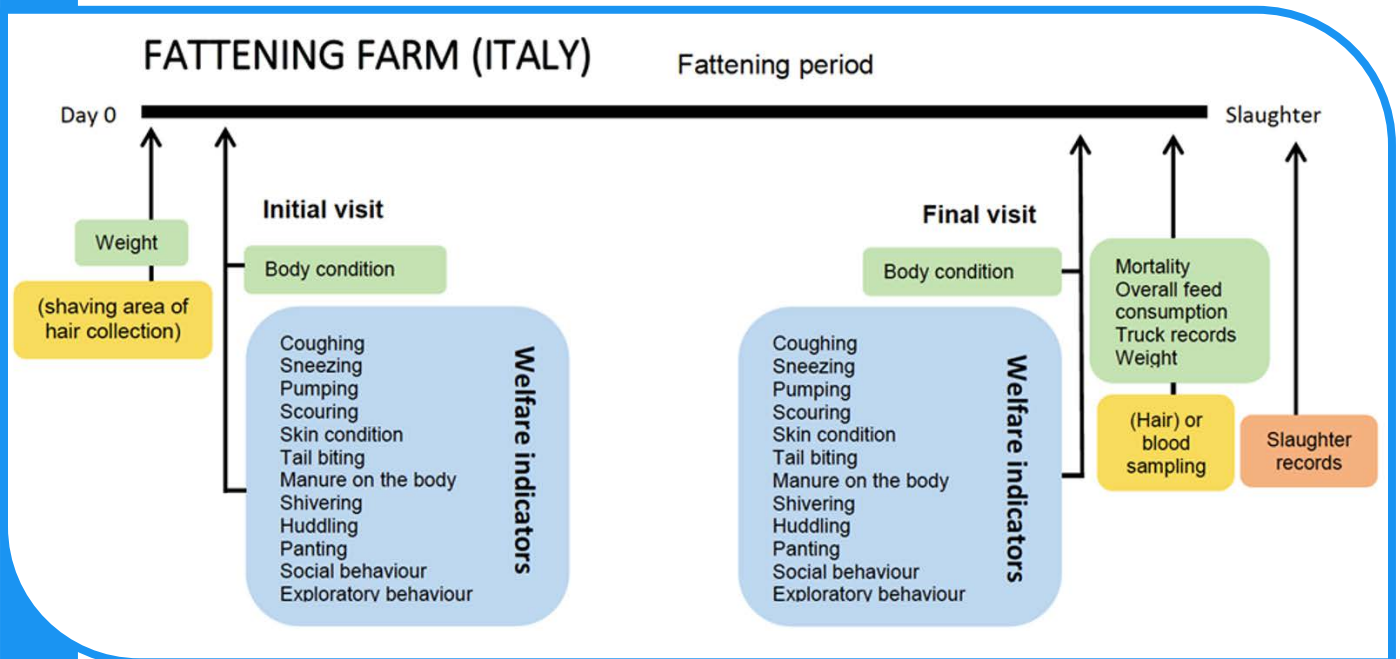 FATTENING FARM (ITALY)
Fattening period
Day 0
Slaughter
Weight
(shaving area of
hair collection)
Initial visit
Body condition
Coughing
Sneezing
Pumping
Scouring
Skin condition
Tail biting
Manure on the body
Shivering
Huddling
Panting
Social behaviour
Exploratory behaviour
Welfare indicators
Final visit
Body condition
Coughing
Sneezing
Pumping
Scouring
Skin condition
Tail biting
Manure on the body
Shivering
Huddling
Panting
Social behaviour
Exploratory behaviour
Welfare indicators
Mortality
Overall feed
consumption
Truck records
Weight
(Hair) or
blood
sampling
Slaughter
records